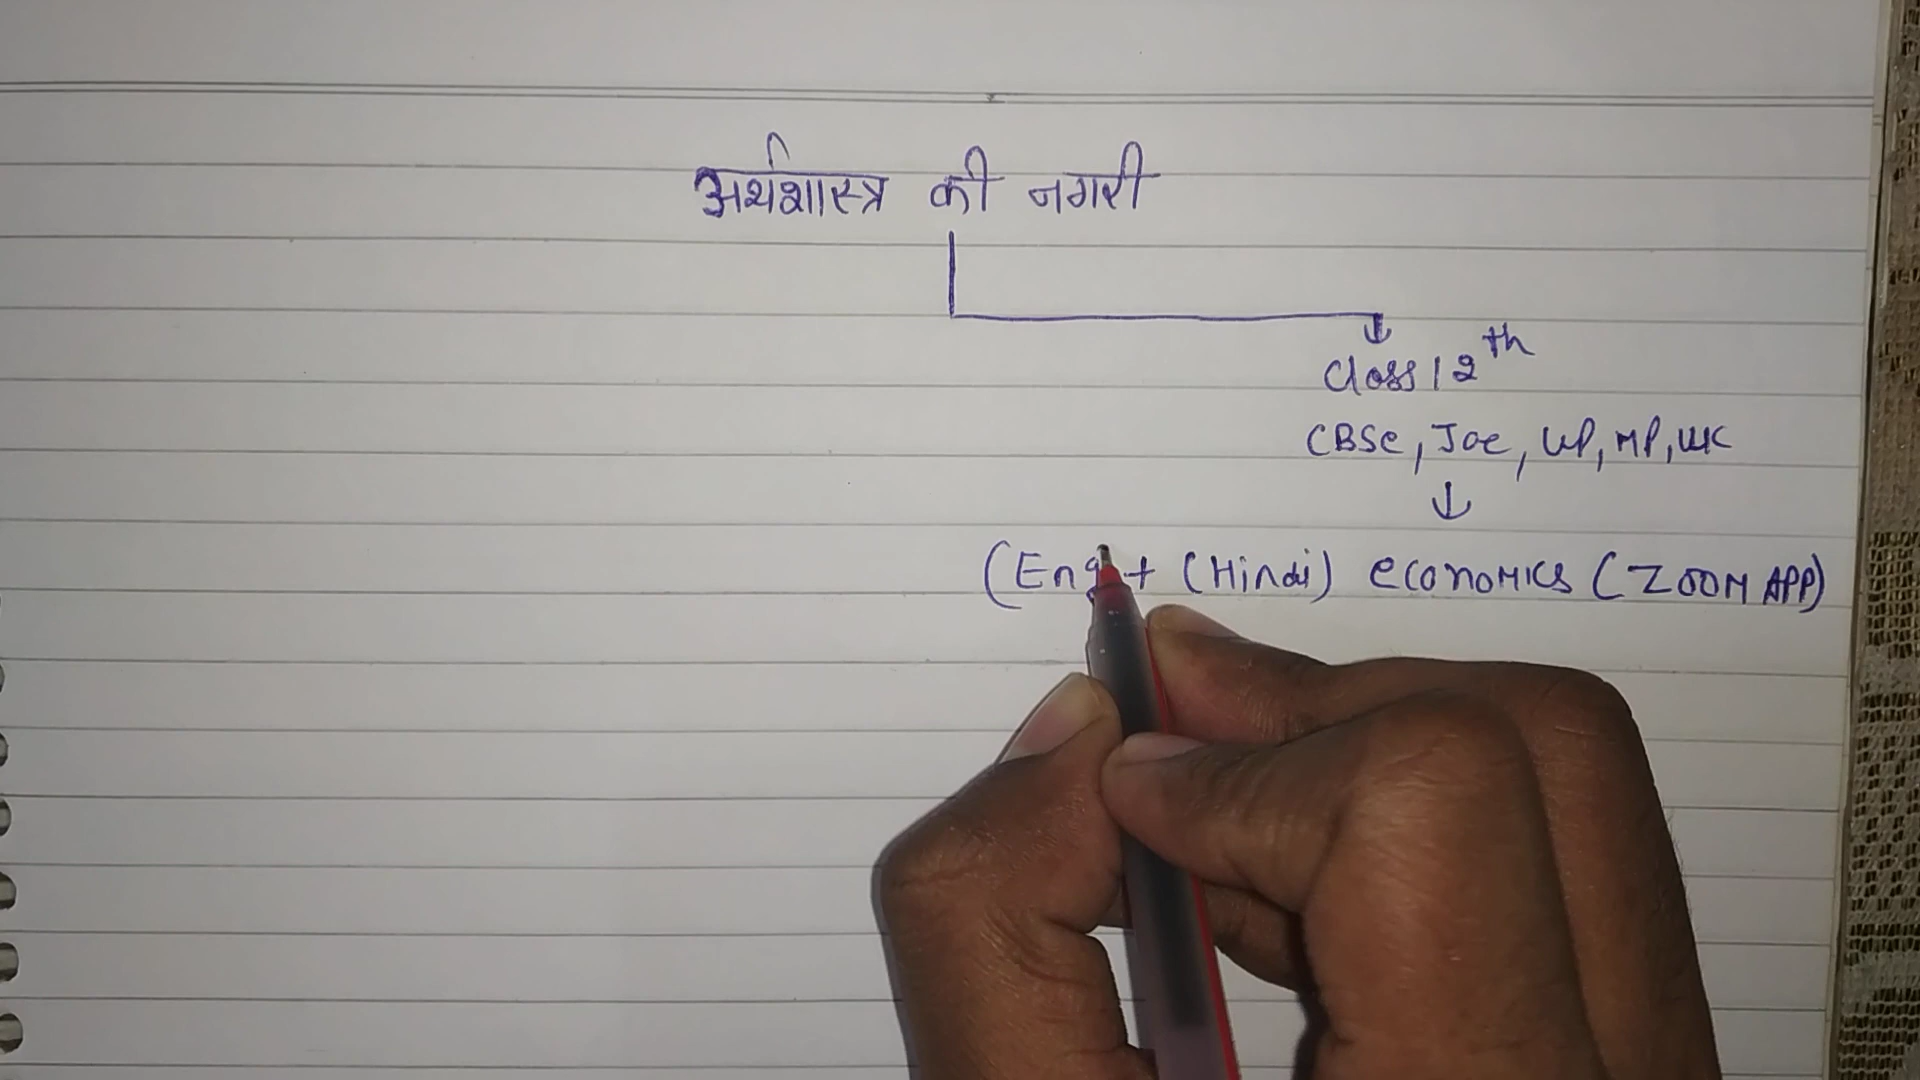 अर्थशास्त्र की नगरी
Class 12th
CBSE, Jac, UP, MP, UK
(Eng + (Hindi) economics (ZOOM APP)